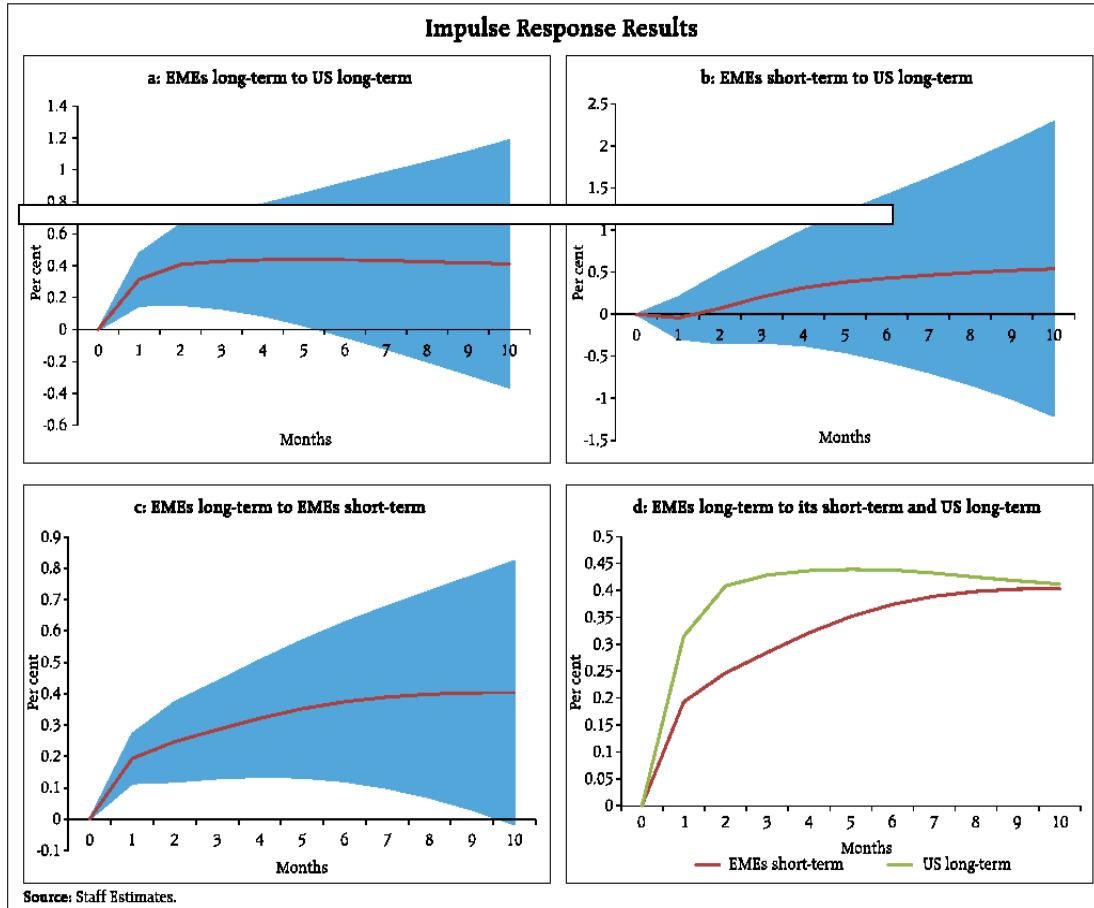 Impulse Response Results
a: EMEs long-term to US long-term
1.4
1.2
1
0.8
0.6
0.4
0.2
0
-0.2
-0.4
-0.6
Per cent
0 1 2 3 4 5 6 7 8 9 10
Months
b: EMEs short-term to US long-term
2.5
2
1.5
1
0.5
0
-0.5
-1
-1.5
Per cent
0 1 2 3 4 5 6 7 8 9 10
Months
c: EMEs long-term to EMEs short-term
0.9
0.8
0.7
0.6
0.5
0.4
0.3
0.2
0.1
0
-0.1
Per cent
0 1 2 3 4 5 6 7 8 9 10
Months
d: EMEs long-term to its short-term and US long-term
0.5
0.45
0.4
0.35
0.3
0.25
0.2
0.15
0.1
0.05
0
Per cent
0 1 2 3 4 5 6 7 8 9 10
Months
EMEs short-term US long-term
Source: Staff Estimates.